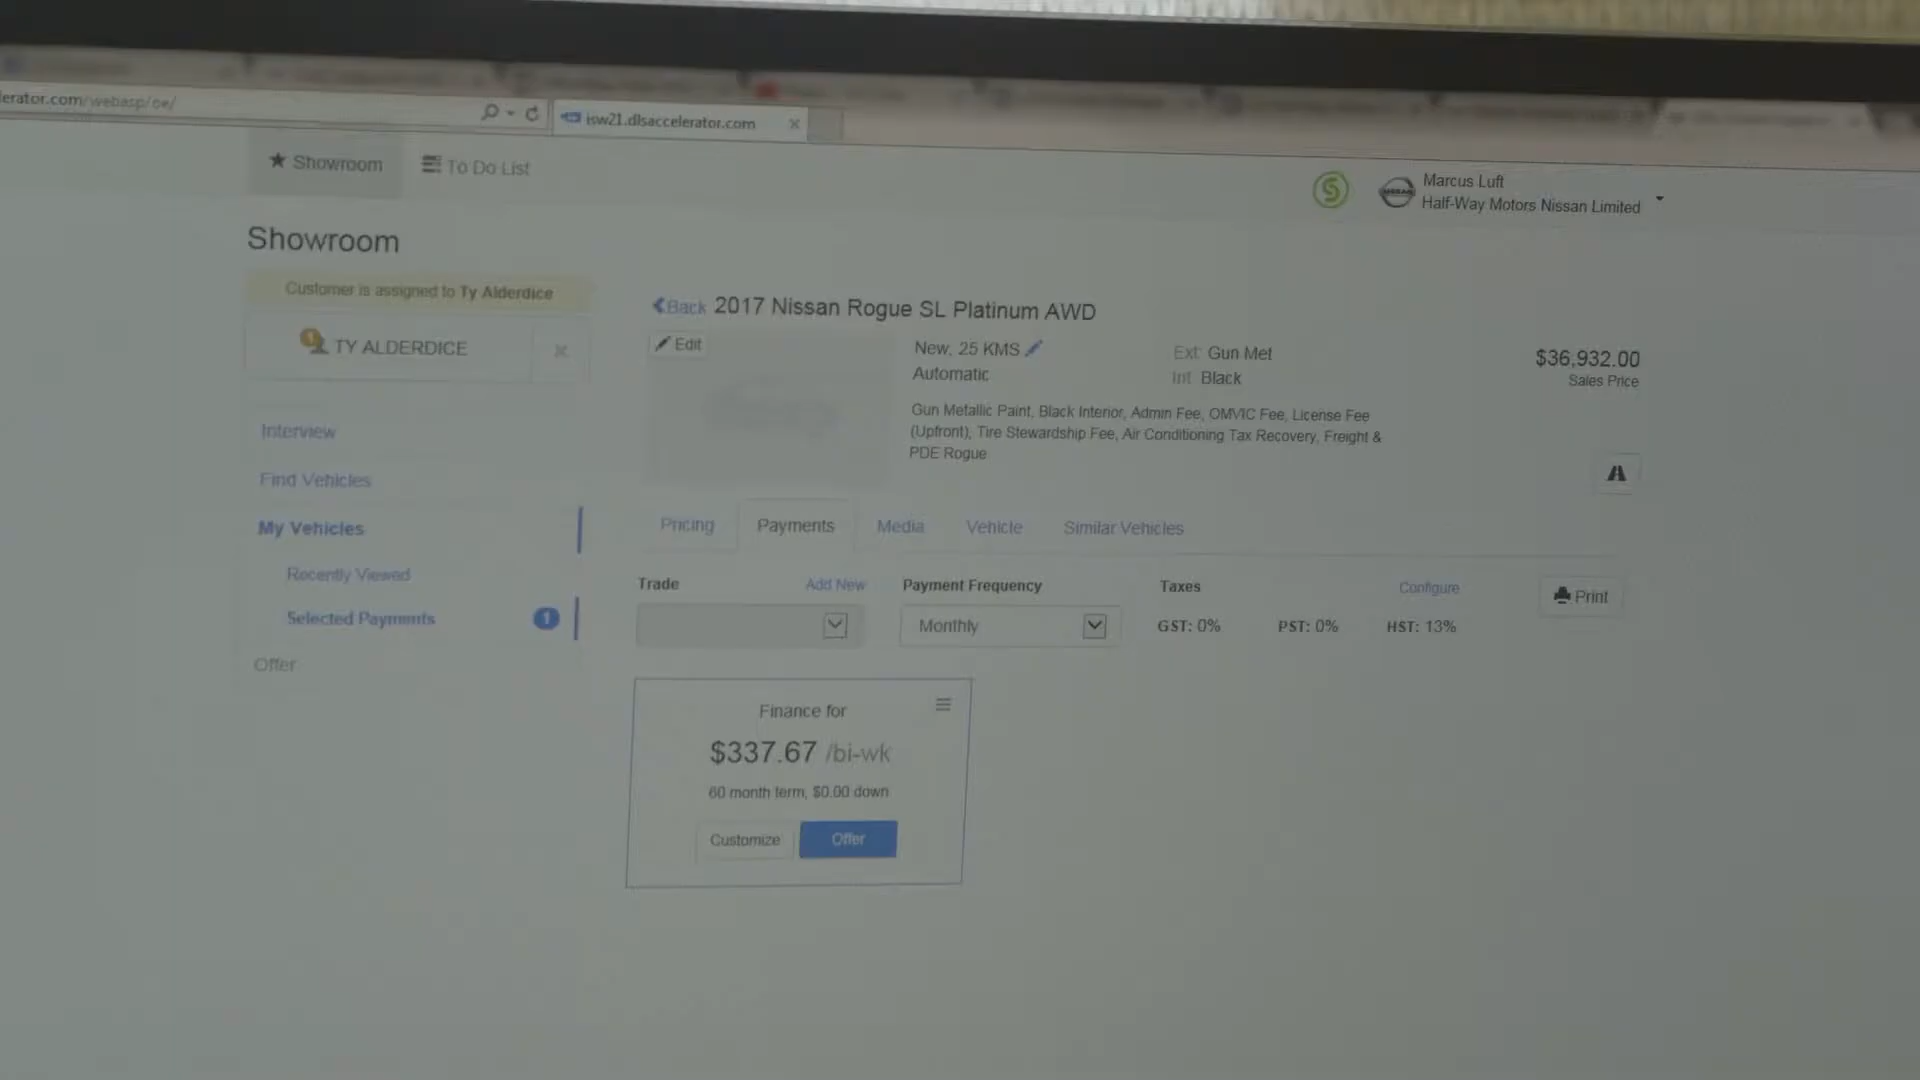 lerator.com/webasp/oe/
isw21.dlsaccelerator.com
Showroom
To Do List
Marcus Luft
Half-Way Motors Nissan Limited
Showroom
Customer is assigned to Ty Alderdice
TY ALDERDICE
Interview
Find Vehicles
My Vehicles
Recently Viewed
Selected Payments 1
Offer
Back 2017 Nissan Rogue SL Platinum AWD
Edit
New, 25 KMS
Automatic
Ext: Gun Met
Int: Black
$36,932.00
Sales Price
Gun Metallic Paint, Black Interior, Admin Fee, OMVIC Fee, License Fee
(Upfront), Tire Stewardship Fee, Air Conditioning Tax Recovery, Freight &
PDE Rogue
Pricing Payments Media Vehicle Similar Vehicles
Trade Add New
Payment Frequency
Monthly
Taxes Configure
GST: 0% PST: 0% HST: 13%
Print
Finance for
$337.67 /bi-wk
60 month term, $0.00 down
Customize Offer